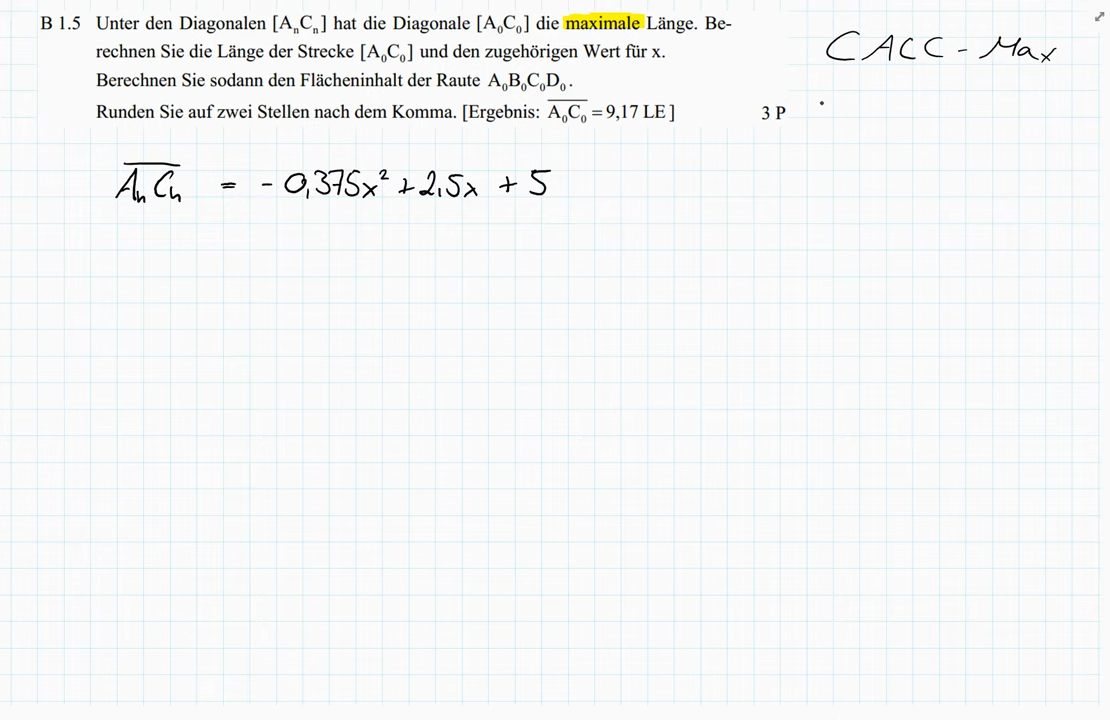 B 1.5 Unter den Diagonalen [AₙCₙ] hat die Diagonale [A₀C₀] die maximale Länge. Be-
rechnen Sie die Länge der Strecke [A₀C₀] und den zugehörigen Wert für x.
Berechnen Sie sodann den Flächeninhalt der Raute A₀B₀C₀D₀.
Runden Sie auf zwei Stellen nach dem Komma. [Ergebnis: A̅₀̅C̅₀̅ = 9,17 LE ] 3 P
CACC - Max
A̅ₙ̅C̅ₙ̅ = - 0,375x² + 2,5x + 5